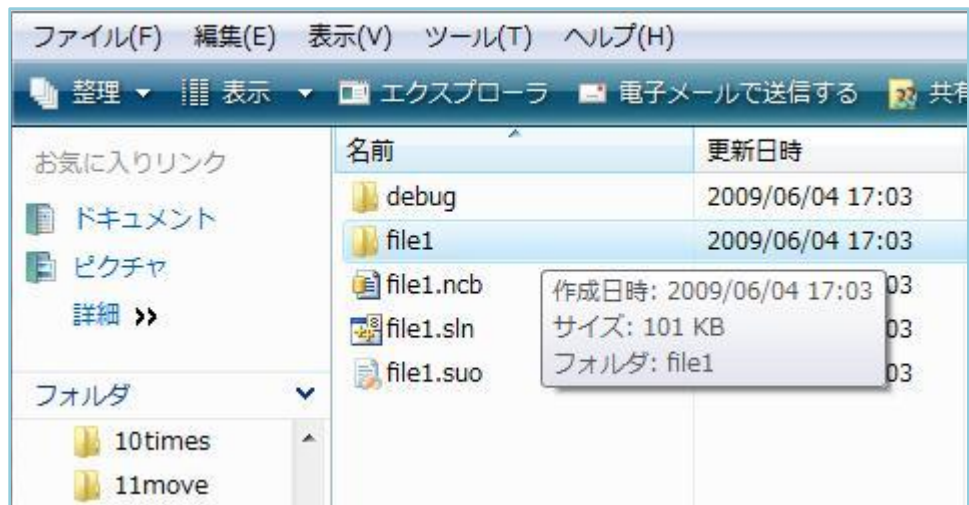 ファイル(F) 編集(E) 表示(V) ツール(T) ヘルプ(H)
整理 表示 エクスプローラ 電子メールで送信する 共有
お気に入りリンク
ドキュメント
ピクチャ
詳細 »
フォルダ
10times
11move
名前 更新日時
debug 2009/06/04 17:03
file1 2009/06/04 17:03
file1.ncb 03
file1.sln 03
file1.suo 03
作成日時: 2009/06/04 17:03
サイズ: 101 KB
フォルダ: file1